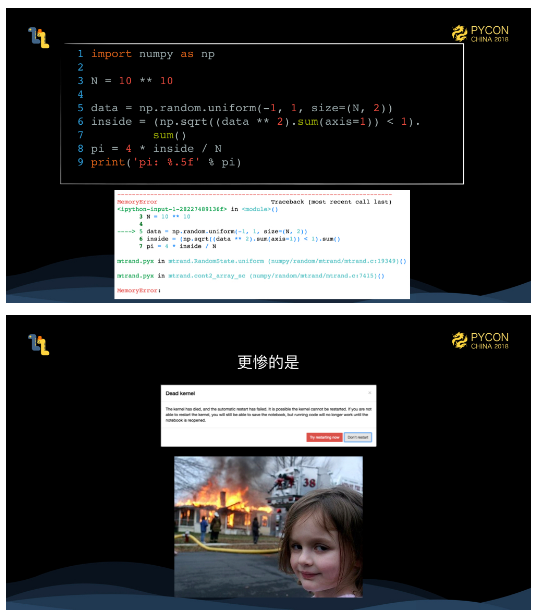 PYCON
CHINA 2018
1 import numpy as np
2
3 N = 10 ** 10
4
5 data = np.random.uniform(-1, 1, size=(N, 2))
6 inside = (np.sqrt((data ** 2).sum(axis=1)) < 1).
7 sum()
8 pi = 4 * inside / N
9 print('pi: %.5f' % pi)
---------------------------------------------------------------------------
MemoryError Traceback (most recent call last)
<ipython-input-1-28227489136f> in <module>()
3 N = 10 ** 10
4
----> 5 data = np.random.uniform(-1, 1, size=(N, 2))
6 inside = (np.sqrt((data ** 2).sum(axis=1)) < 1).sum()
7 pi = 4 * inside / N
mtrand.pyx in mtrand.RandomState.uniform (numpy/random/mtrand/mtrand.c:19349)()
mtrand.pyx in mtrand.cont2_array_sc (numpy/random/mtrand/mtrand.c:7415)()
MemoryError:
PYCON
CHINA 2018
更惨的是
Dead kernel ×
The kernel has died, and the automatic restart has failed. It is possible the kernel cannot be restarted. If you are not
able to restart the kernel, you will still be able to save the notebook, but running code will no longer work until the
notebook is reopened.
Try restarting now Don't restart
38